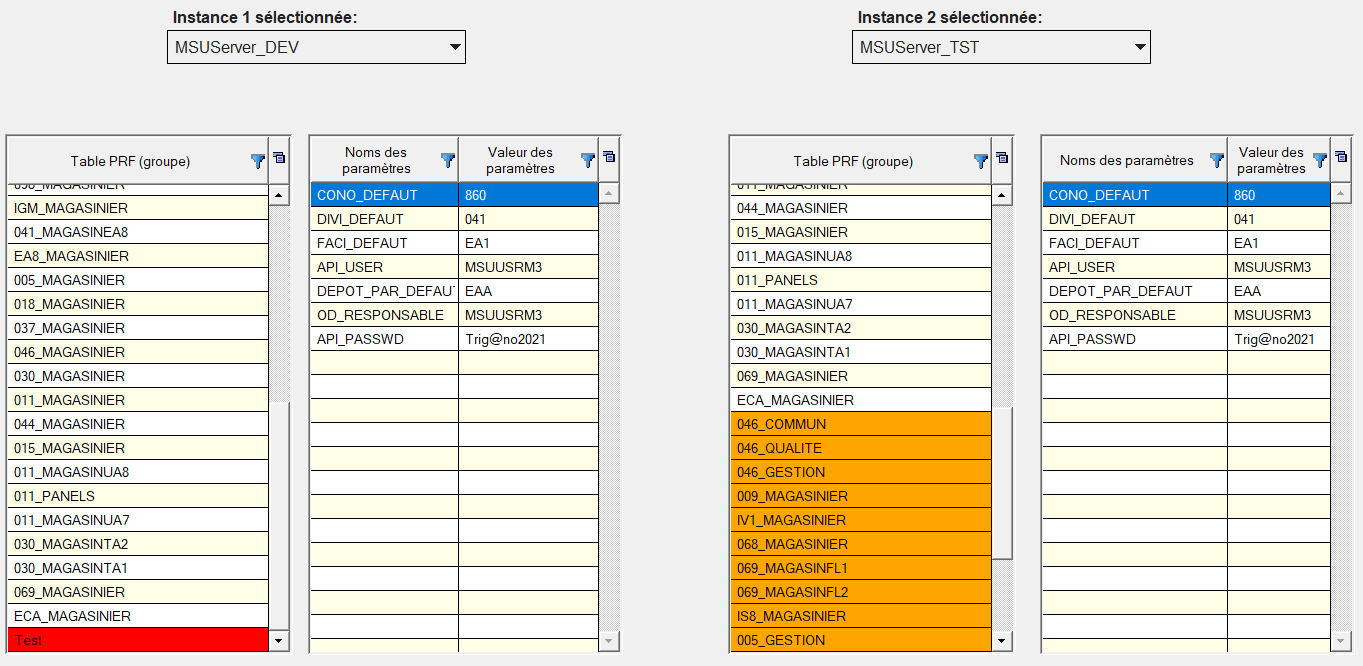 Instance 1 sélectionnée:
MSUServer_DEV
Instance 2 sélectionnée:
MSUServer_TST
Table PRF (groupe)
IGM_MAGASINIER
041_MAGASINEA8
EA8_MAGASINIER
005_MAGASINIER
018_MAGASINIER
037_MAGASINIER
046_MAGASINIER
030_MAGASINIER
011_MAGASINIER
044_MAGASINIER
015_MAGASINIER
011_MAGASINUA8
011_PANELS
011_MAGASINUA7
030_MAGASINTA2
030_MAGASINTA1
069_MAGASINIER
ECA_MAGASINIER
Test
Noms des paramètres Valeur des paramètres
CONO_DEFAUT 860
DIVI_DEFAUT 041
FACI_DEFAUT EA1
API_USER MSUUSRM3
DEPOT_PAR_DEFAU EAA
OD_RESPONSABLE MSUUSRM3
API_PASSWD Trig@no2021
Table PRF (groupe)
011_MAGASINIER
044_MAGASINIER
015_MAGASINIER
011_MAGASINUA8
011_PANELS
011_MAGASINUA7
030_MAGASINTA2
030_MAGASINTA1
069_MAGASINIER
ECA_MAGASINIER
046_COMMUN
046_QUALITE
046_GESTION
009_MAGASINIER
IV1_MAGASINIER
068_MAGASINIER
069_MAGASINFL1
069_MAGASINFL2
IS8_MAGASINIER
005_GESTION
Noms des paramètres Valeur des paramètres
CONO_DEFAUT 860
DIVI_DEFAUT 041
FACI_DEFAUT EA1
API_USER MSUUSRM3
DEPOT_PAR_DEFAUT EAA
OD_RESPONSABLE MSUUSRM3
API_PASSWD Trig@no2021